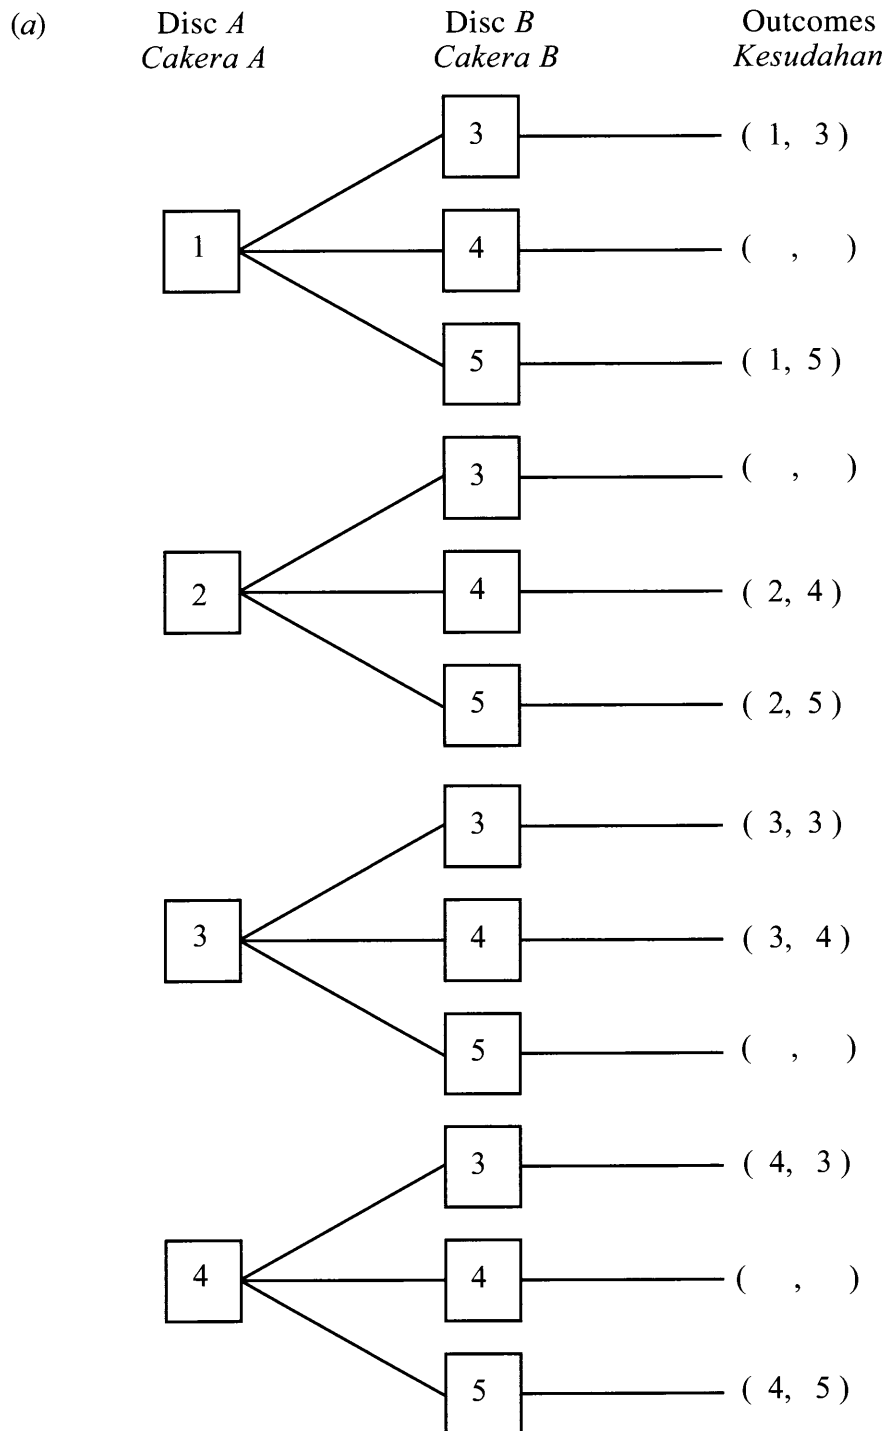 (a) Disc A Disc B Outcomes
Cakera A Cakera B Kesudahan
3 ( 1, 3 )
1 4 ( , )
5 ( 1, 5 )
3 ( , )
2 4 ( 2, 4 )
5 ( 2, 5 )
3 ( 3, 3 )
3 4 ( 3, 4 )
5 ( , )
3 ( 4, 3 )
4 4 ( , )
5 ( 4, 5 )